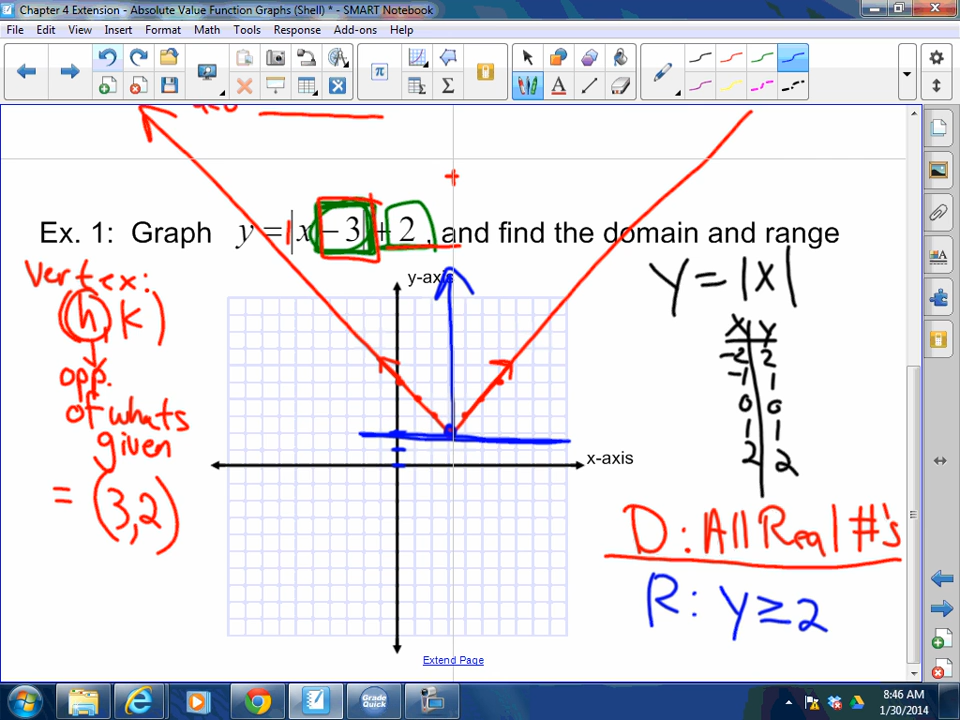 Chapter 4 Extension - Absolute Value Function Graphs (Shell) * - SMART Notebook
File Edit View Insert Format Math Tools Response Add-ons Help
Ex. 1: Graph y = |x − 3| + 2, and find the domain and range
+
vertex:
(h, k)
opp.
of whats
given
= (3,2)
y-axis
x-axis
Y = |X|
X Y
-2 2
-1 1
0 0
1 1
2 2
D: All Real #'s
R: Y ≥ 2
Extend Page
Grade
Quick
8:46 AM
1/30/2014